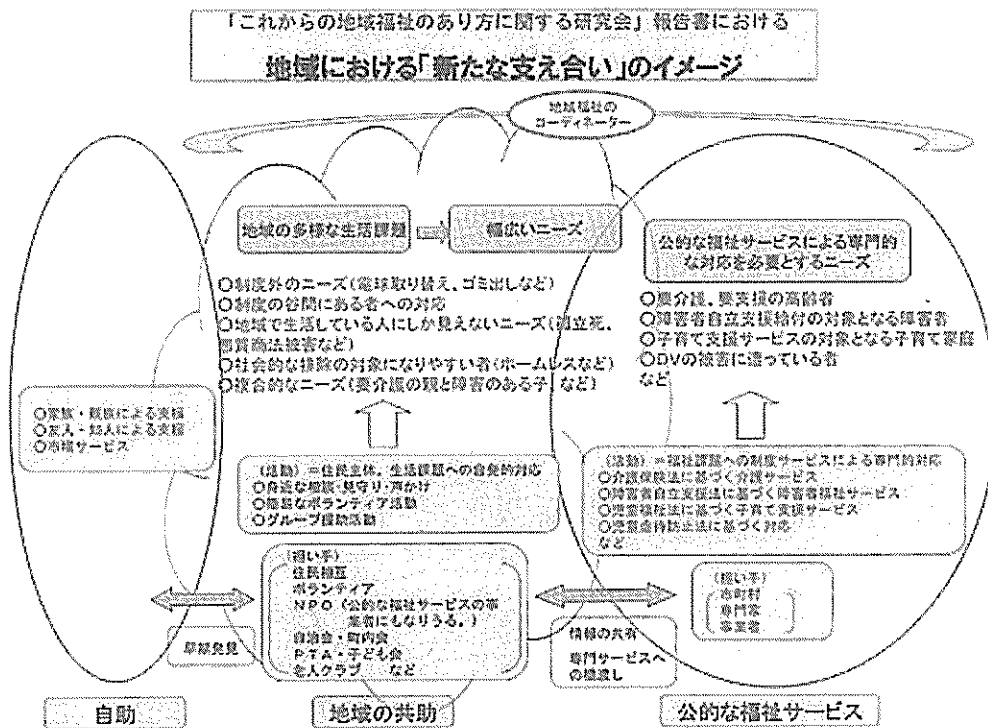 「これからの地域福祉のあり方に関する研究会」報告書における
地域における「新たな支え合い」のイメージ
地域福祉の
コーディネーター
地域の多様な生活課題
幅広いニーズ
公的な福祉サービスによる専門的
な対応を必要とするニーズ
○制度外のニーズ(電球取り替え、ゴミ出しなど)
○制度の谷間にある者への対応
○地域で生活している人にしか見えないニーズ(孤立死、
悪質商法被害など)
○社会的な排除の対象になりやすい者(ホームレスなど)
○複合的なニーズ(要介護の親と障害のある子、など)
○要介護、要支援の高齢者
○障害者自立支援給付の対象となる障害者
○子育て支援サービスの対象となる子育て家庭
○DVの被害に遭っている者
など
○家族・親族による支援
○友人・知人による支援
○市場サービス
(活動)=住民主体、生活課題への自発的対応
○身近な相談・見守り・声かけ
○簡易なボランティア活動
○グループ援助活動
(活動)=福祉課題への制度サービスによる専門的対応
○介護保険法に基づく介護サービス
○障害者自立支援法に基づく障害者福祉サービス
○児童福祉法に基づく子育て支援サービス
○児童虐待防止法に基づく対応
など
(担い手)
住民相互
ボランティア
NPO(公的な福祉サービスの事
業者にもなりうる。)
自治会・町内会
PTA・子ども会
老人クラブ など
(担い手)
市町村
専門家
事業者
早期発見
情報の共有
専門サービスへ
の橋渡し
自助
地域の共助
公的な福祉サービス